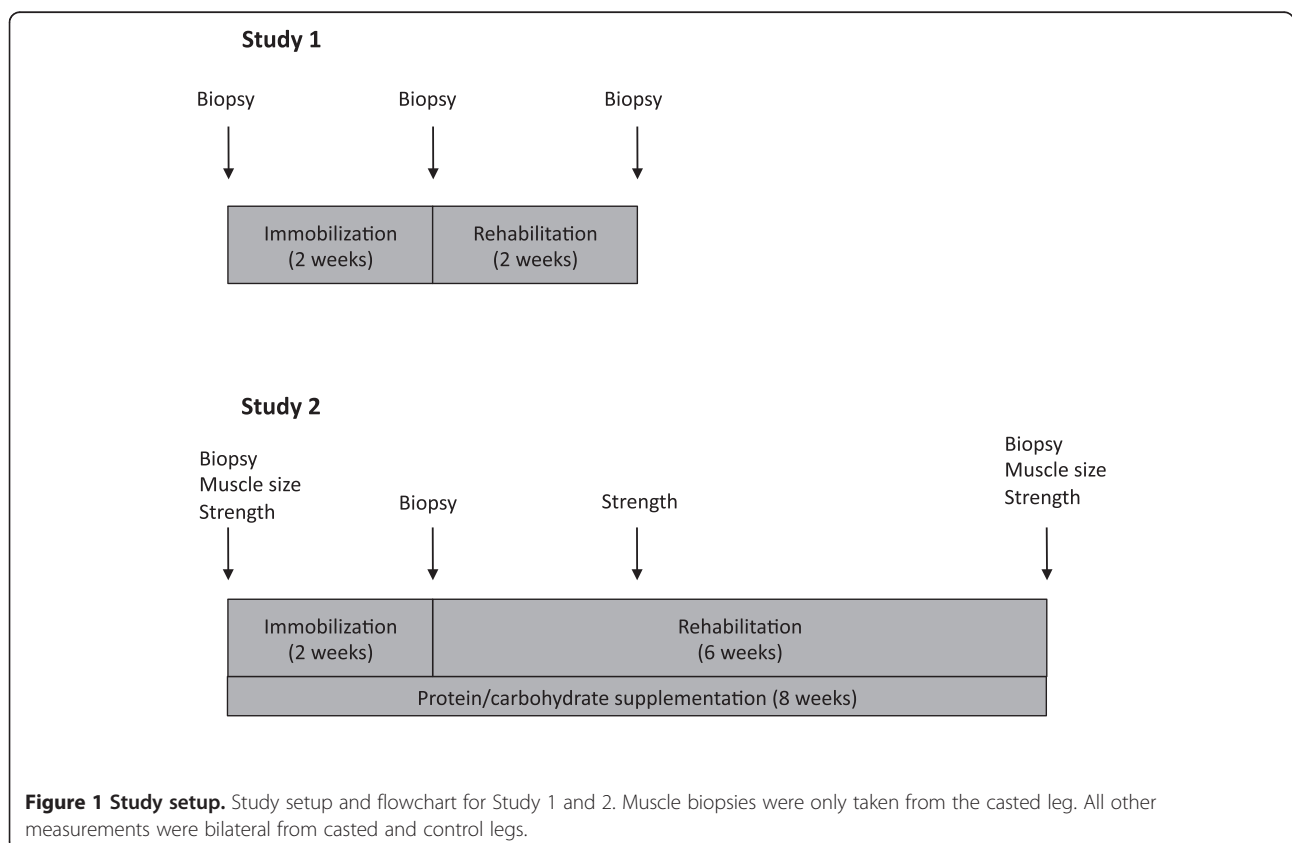 Study 1
Biopsy Biopsy Biopsy
Immobilization Rehabilitation
(2 weeks) (2 weeks)
Study 2
Biopsy
Muscle size
Strength
Biopsy
Strength
Biopsy
Muscle size
Strength
Immobilization
(2 weeks)
Rehabilitation
(6 weeks)
Protein/carbohydrate supplementation (8 weeks)
Figure 1 Study setup. Study setup and flowchart for Study 1 and 2. Muscle biopsies were only taken from the casted leg. All other
measurements were bilateral from casted and control legs.